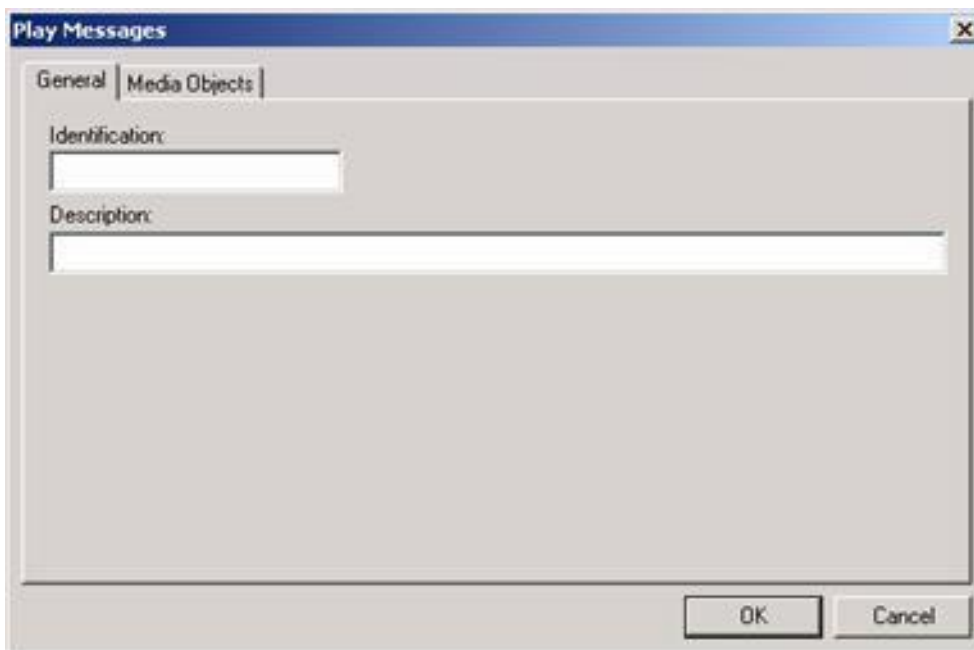 Play Messages
General Media Objects
Identification:
Description:
OK Cancel